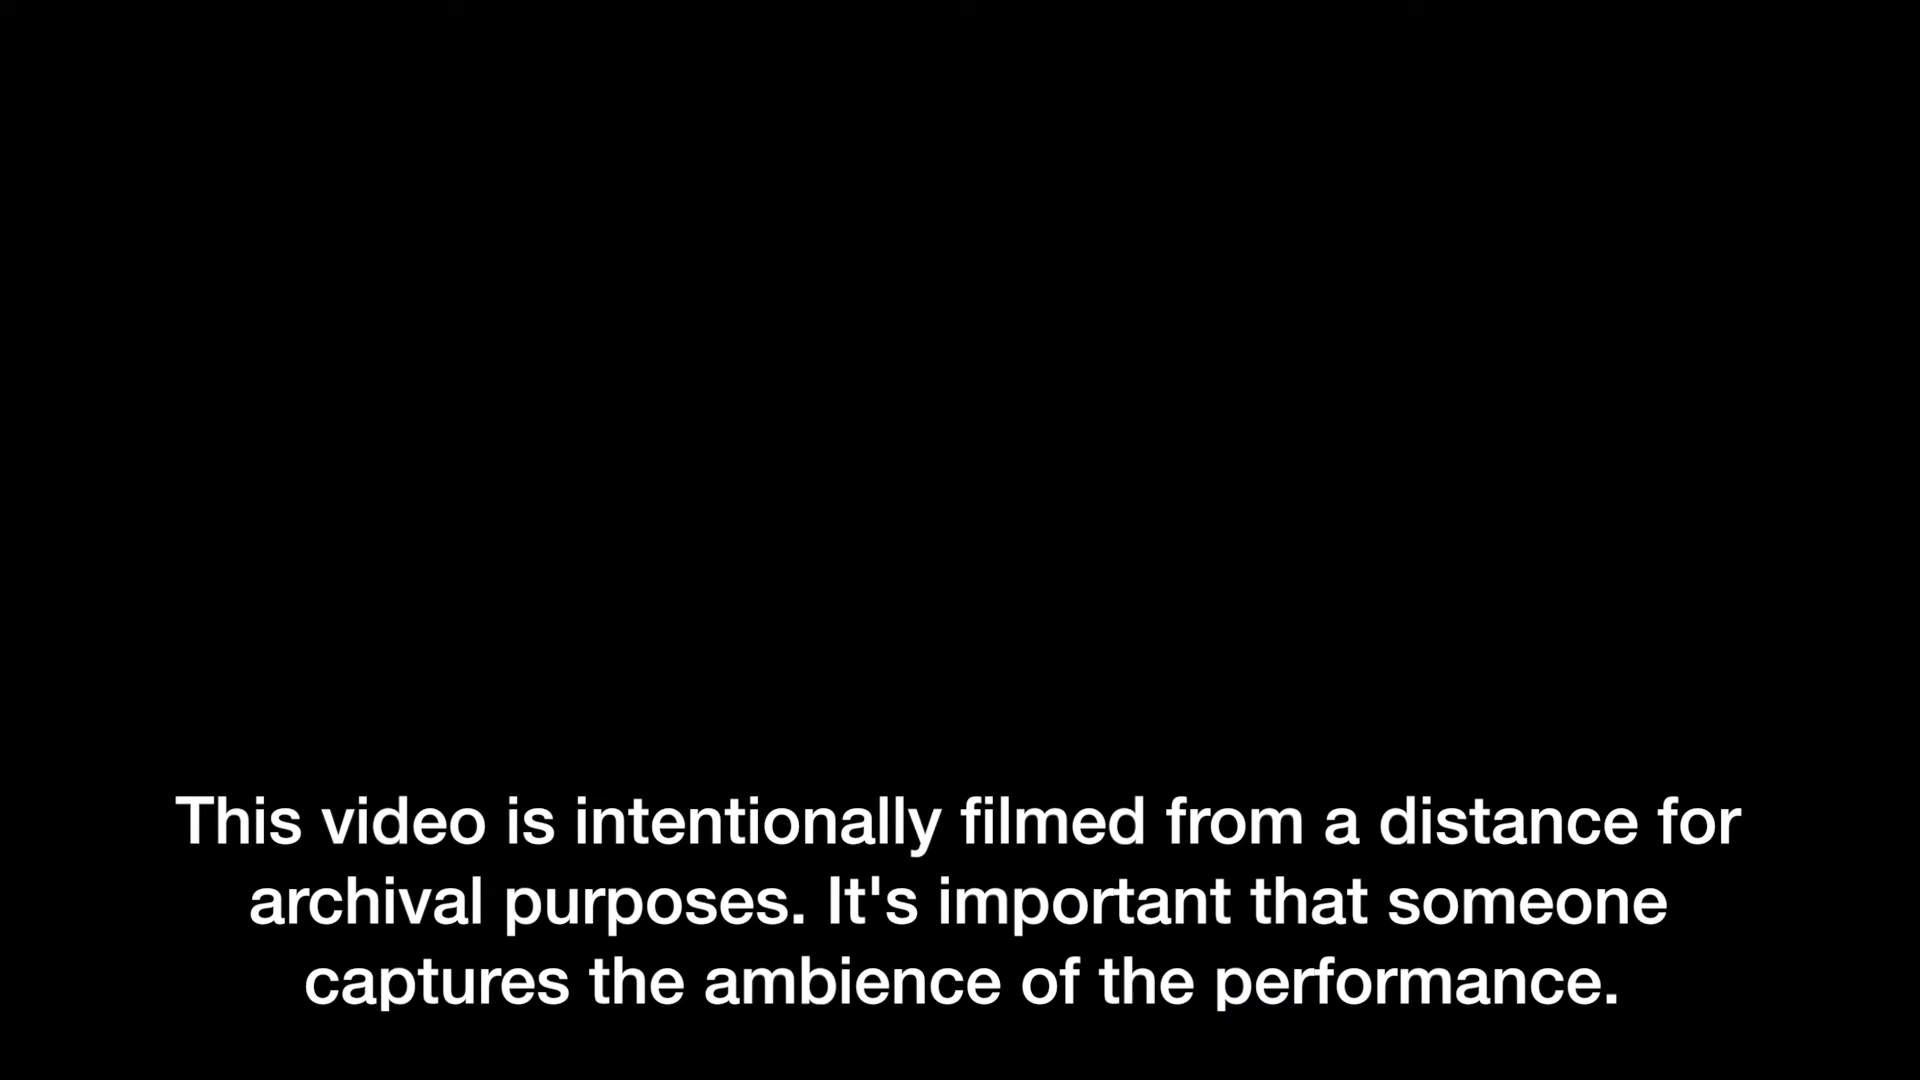 This video is intentionally filmed from a distance for
archival purposes. It's important that someone
captures the ambience of the performance.